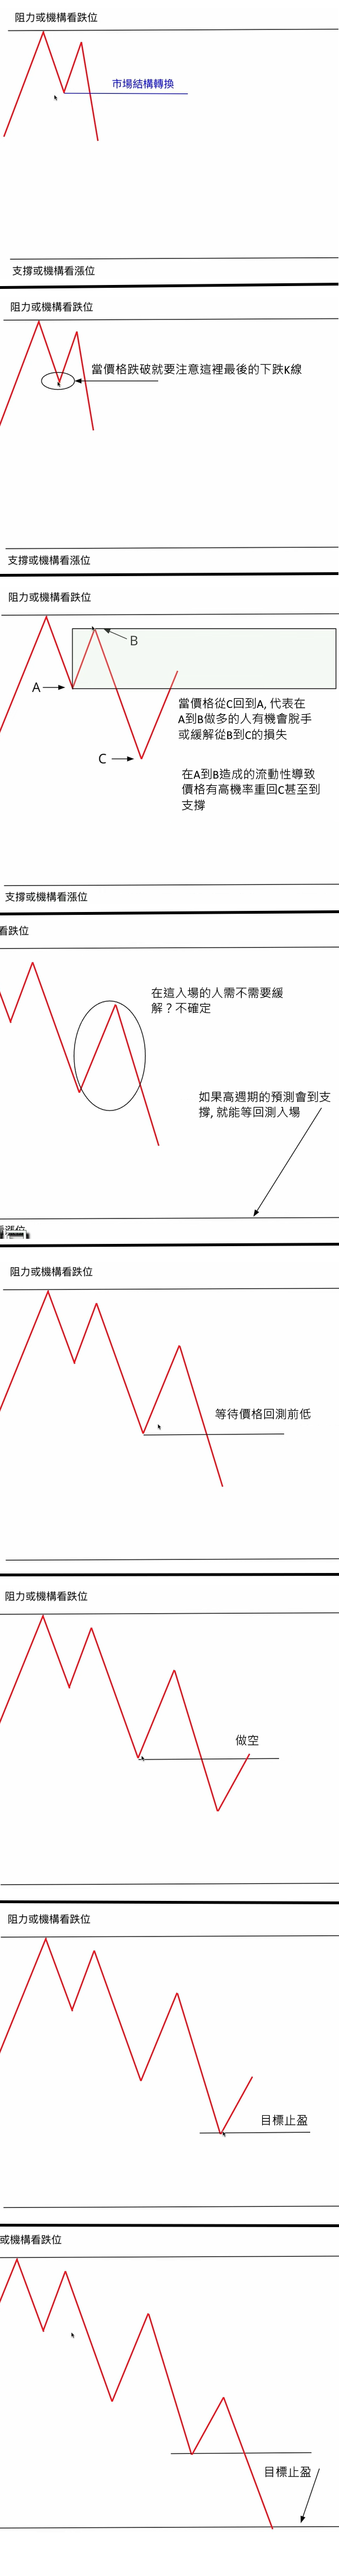 阻力或機構看跌位
市場結構轉換
支撐或機構看漲位
阻力或機構看跌位
當價格跌破就要注意這裡最後的下跌K線
支撐或機構看漲位
阻力或機構看跌位
B
A
當價格從C回到A, 代表在
A到B做多的人有機會脫手
或緩解從B到C的損失
C
在A到B造成的流動性導致
價格有高機率重回C甚至到
支撐
支撐或機構看漲位
看跌位
在這入場的人需不需要緩
解？不確定
如果高週期的預測會到支
撐, 就能等回測入場
阻力或機構看跌位
等待價格回測前低
阻力或機構看跌位
做空
阻力或機構看跌位
目標止盈
或機構看跌位
目標止盈